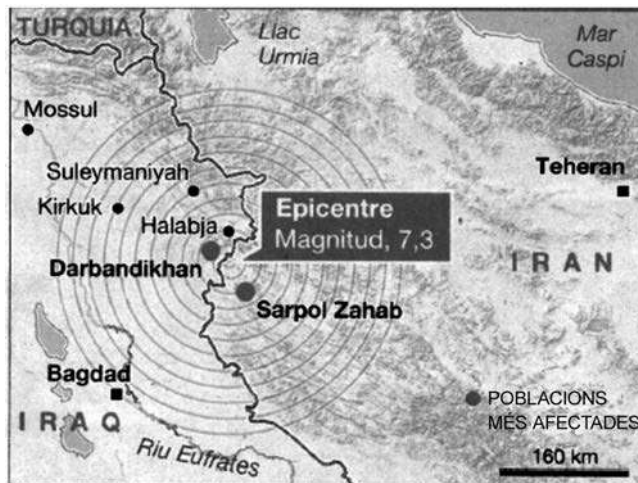 TURQUIA
Llac
Urmia
Mar
Caspi
Mossul
Suleymaniyah
Teheran
Kirkuk
Halabja
Epicentre
Magnitud, 7,3
Darbandikhan
IRAN
Sarpol Zahab
Bagdad
POBLACIONS
MÉS AFECTADES
IRAQ
Riu Eufrates
160 km